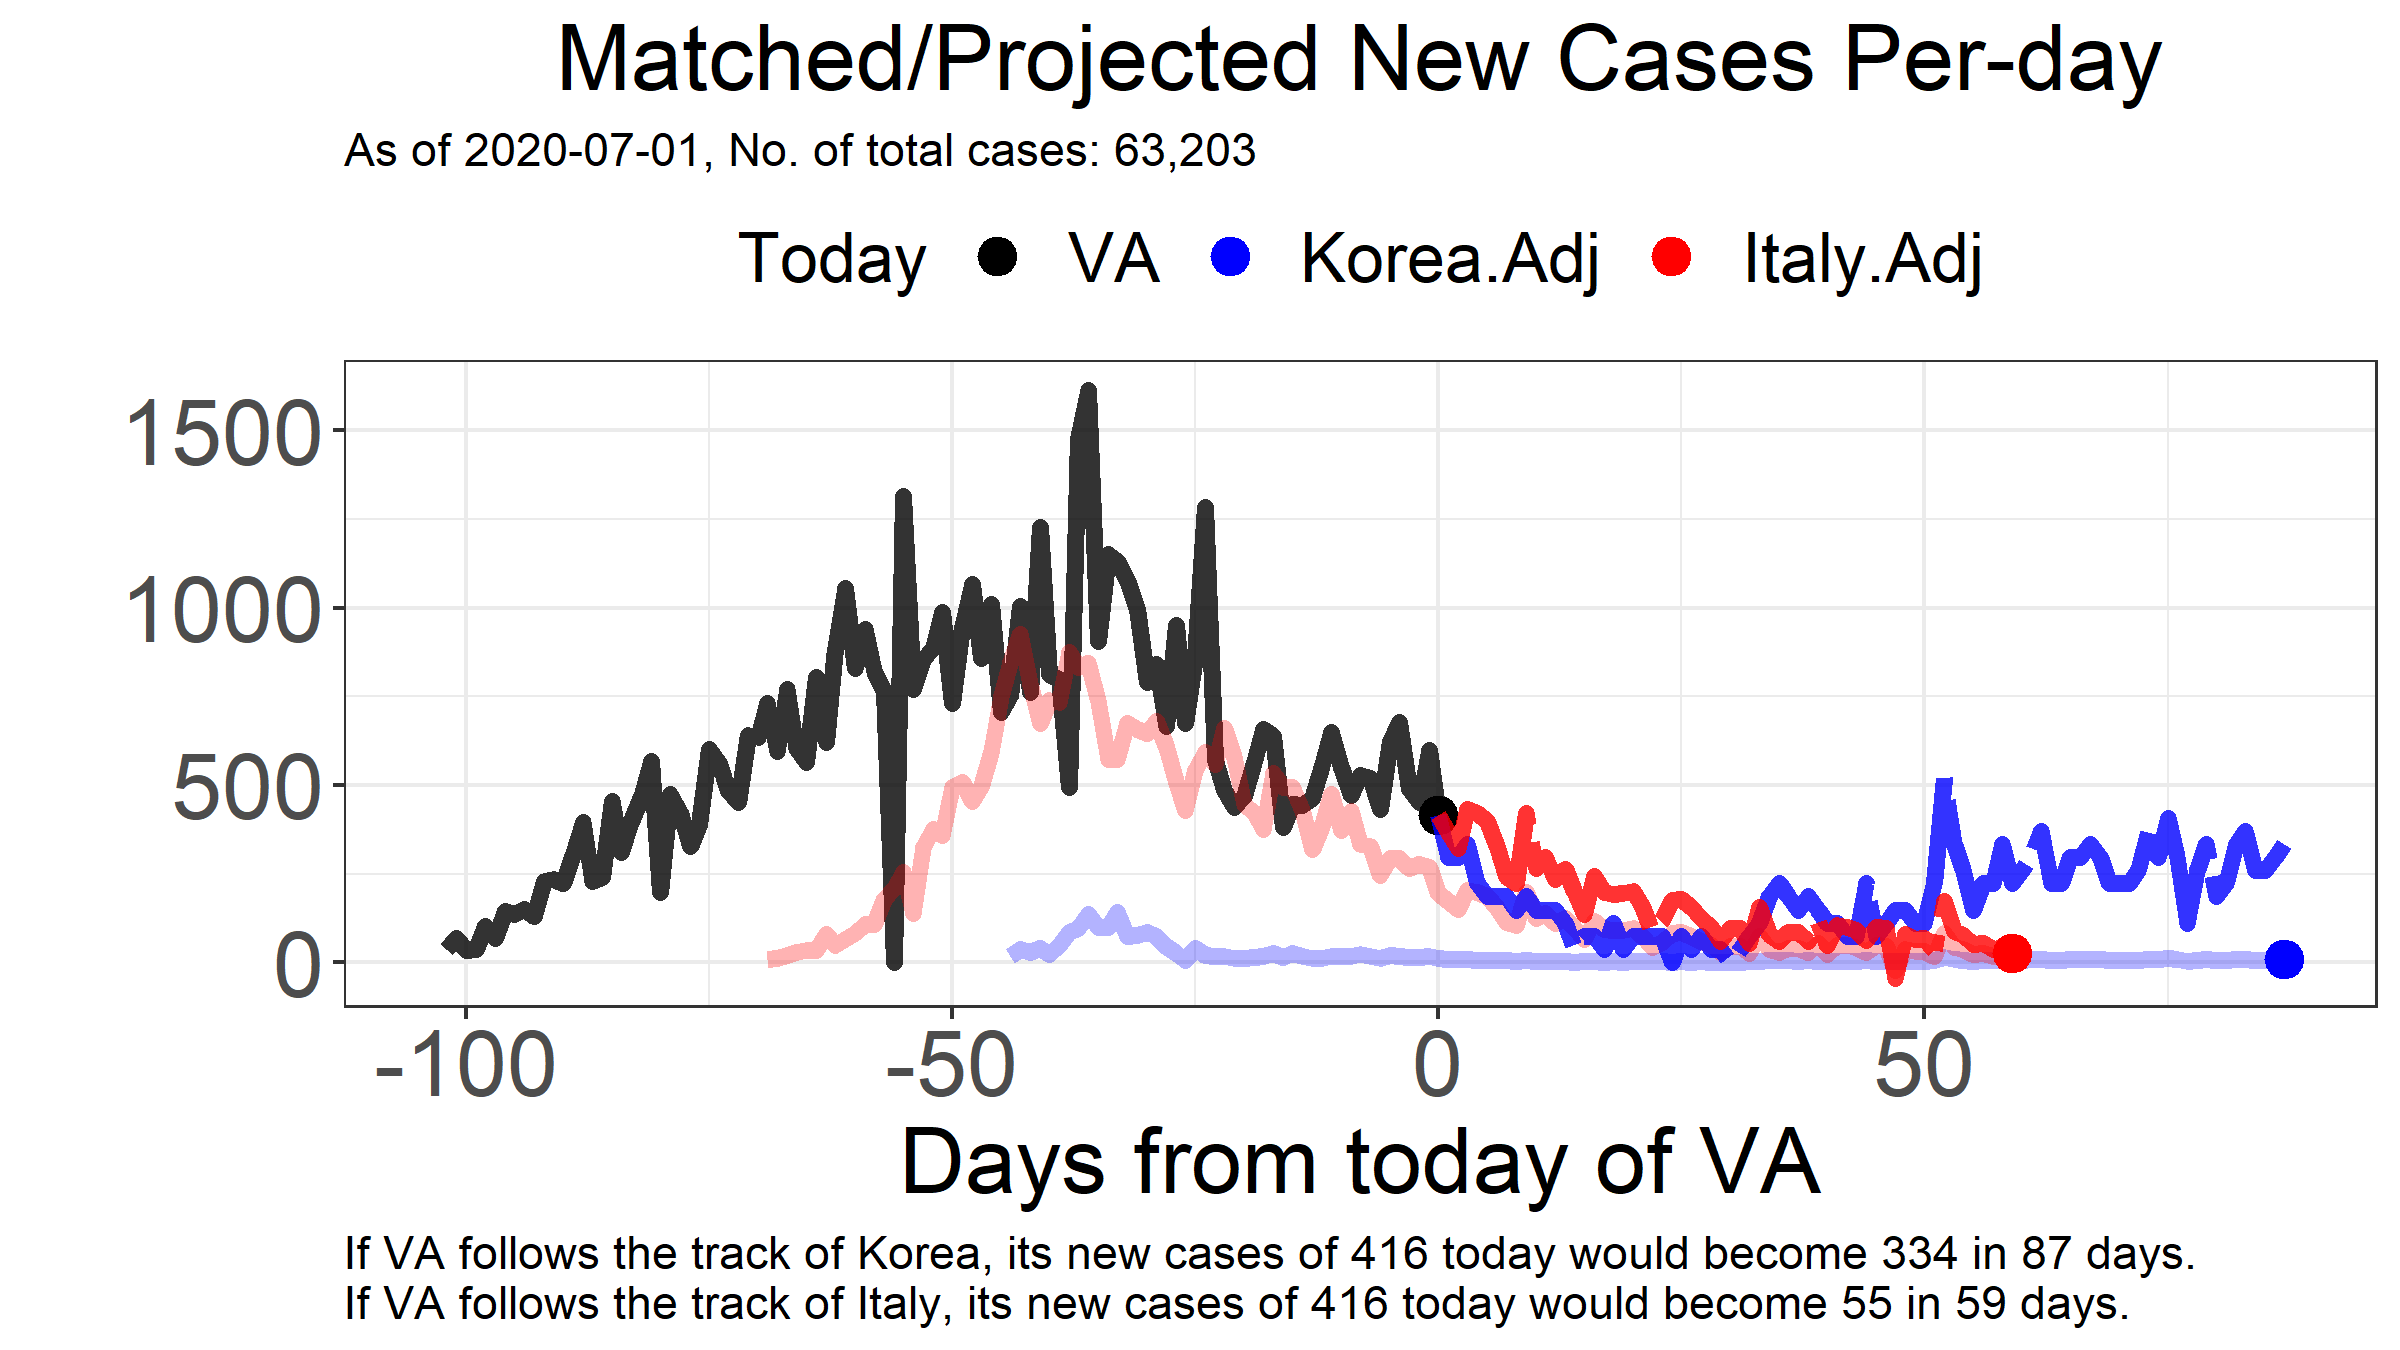 Matched/Projected New Cases Per-day
As of 2020-07-01, No. of total cases: 63,203
Today VA Korea.Adj Italy.Adj
1500
1000
500
0
-100 -50 0 50
Days from today of VA
If VA follows the track of Korea, its new cases of 416 today would become 334 in 87 days.
If VA follows the track of Italy, its new cases of 416 today would become 55 in 59 days.